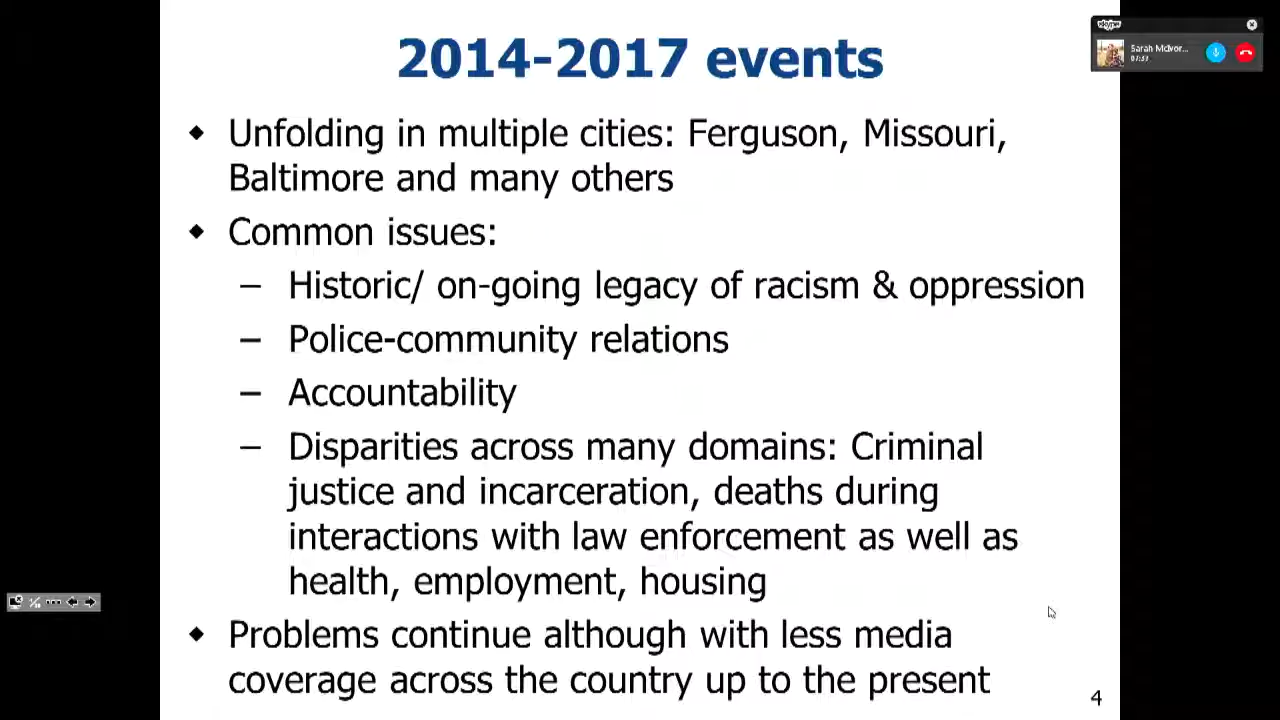 2014-2017 events
Unfolding in multiple cities: Ferguson, Missouri,
Baltimore and many others
Common issues:
– Historic/ on-going legacy of racism & oppression
– Police-community relations
– Accountability
– Disparities across many domains: Criminal
justice and incarceration, deaths during
interactions with law enforcement as well as
health, employment, housing
Problems continue although with less media
coverage across the country up to the present
4
skype
Sarah McIvor...